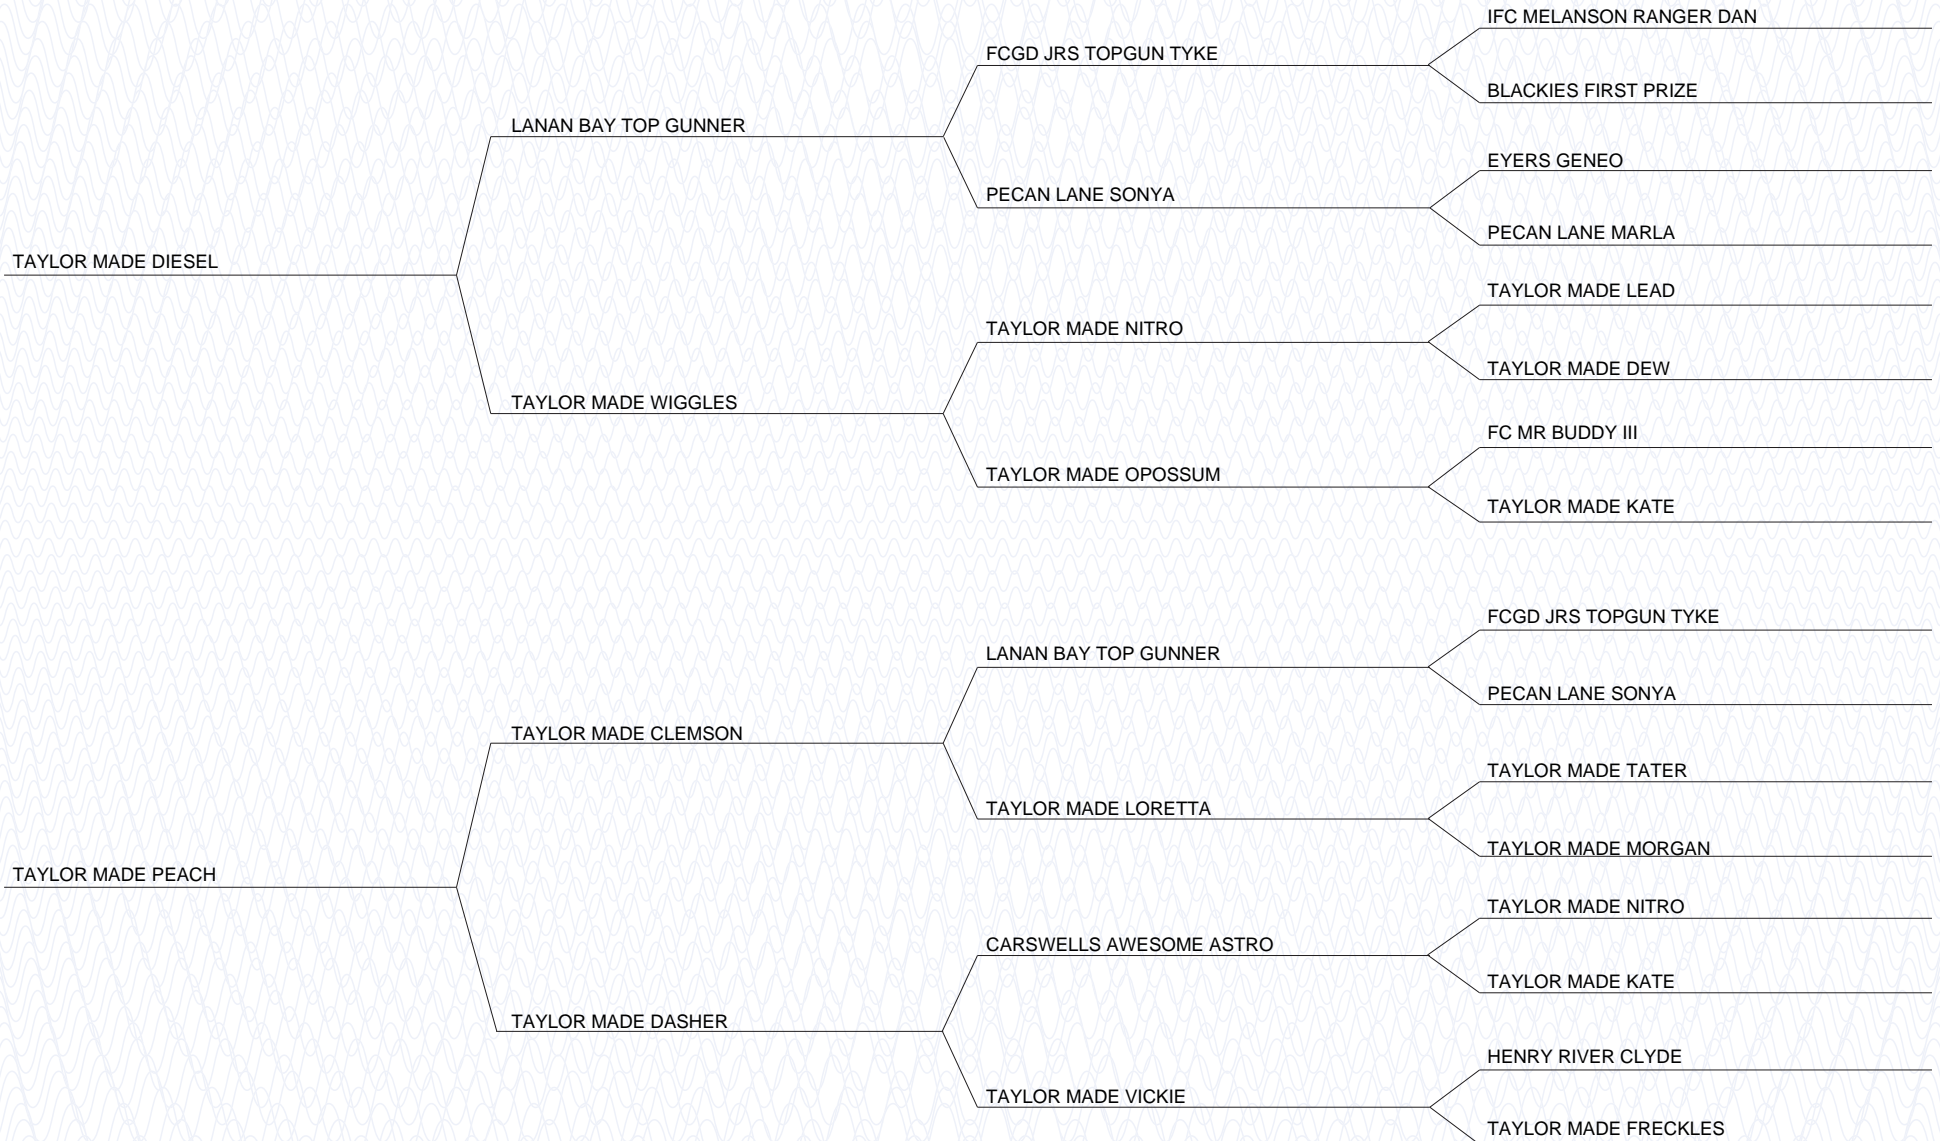 IFC MELANSON RANGER DAN
FCGD JRS TOPGUN TYKE
BLACKIES FIRST PRIZE
LANAN BAY TOP GUNNER
EYERS GENEO
PECAN LANE SONYA
PECAN LANE MARLA
TAYLOR MADE DIESEL
TAYLOR MADE LEAD
TAYLOR MADE NITRO
TAYLOR MADE DEW
TAYLOR MADE WIGGLES
FC MR BUDDY III
TAYLOR MADE OPOSSUM
TAYLOR MADE KATE
FCGD JRS TOPGUN TYKE
LANAN BAY TOP GUNNER
PECAN LANE SONYA
TAYLOR MADE CLEMSON
TAYLOR MADE TATER
TAYLOR MADE LORETTA
TAYLOR MADE MORGAN
TAYLOR MADE PEACH
TAYLOR MADE NITRO
CARSWELLS AWESOME ASTRO
TAYLOR MADE KATE
TAYLOR MADE DASHER
HENRY RIVER CLYDE
TAYLOR MADE VICKIE
TAYLOR MADE FRECKLES